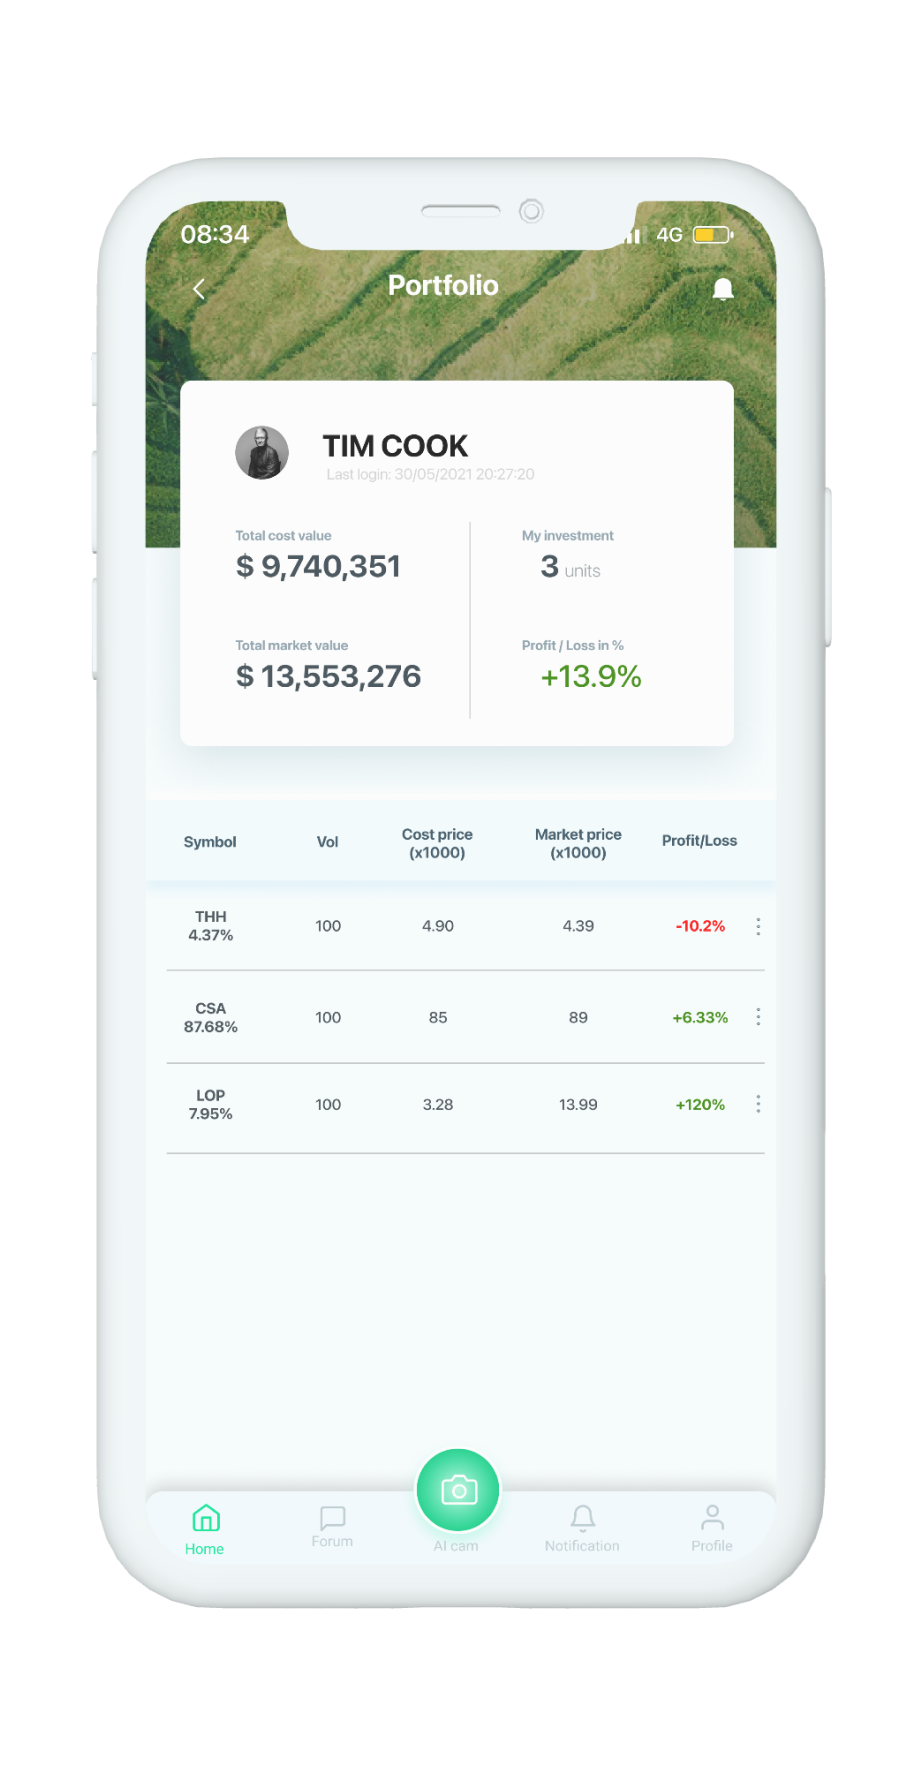 08:34 4G
Portfolio
TIM COOK
Last login: 30/05/2021 20:27:20
Total cost value My investment
$ 9,740,351 3 units
Total market value Profit / Loss in %
$ 13,553,276 +13.9%
Symbol Vol Cost price (x1000) Market price (x1000) Profit/Loss
THH 4.37% 100 4.90 4.39 -10.2%
CSA 87.68% 100 85 89 +6.33%
LOP 7.95% 100 3.28 13.99 +120%
Home Forum AI cam Notification Profile